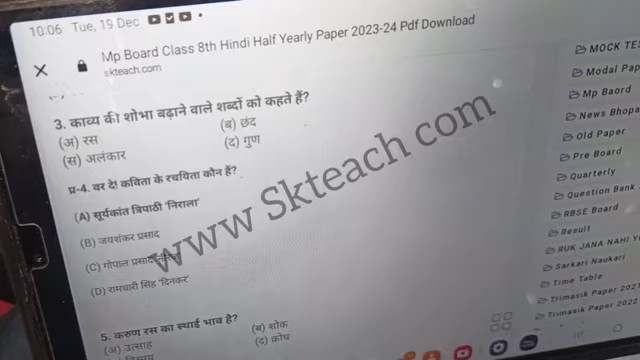 10:06 Tue, 19 Dec
Mp Board Class 8th Hindi Half Yearly Paper 2023-24 Pdf Download
skteach.com
3. काव्य की शोभा बढ़ाने वाले शब्दों को कहते हैं?
(अ) रस (ब) छंद
(स) अलंकार (द) गुण
प्र-4. वर दे! कविता के रचयिता कौन हैं?
(A) सूर्यकांत त्रिपाठी 'निराला'
(B) जयशंकर प्रसाद
(C) गोपाल प्रसाद
(D) रामधारी सिंह 'दिनकर'
5. करुण रस का स्थाई भाव है?
(अ) उत्साह (ब) शोक
(द) क्रोध
www Skteach com
MOCK TES
Modal Pap
Mp Baord
News Bhopa
Old Paper
Pre Board
Quarterly
Question Bank
RBSE Board
Result
RUK JANA NAHI Y
Sarkari Naukari
Time Table
Trimasik Paper 2021
Trimasik Paper 2022